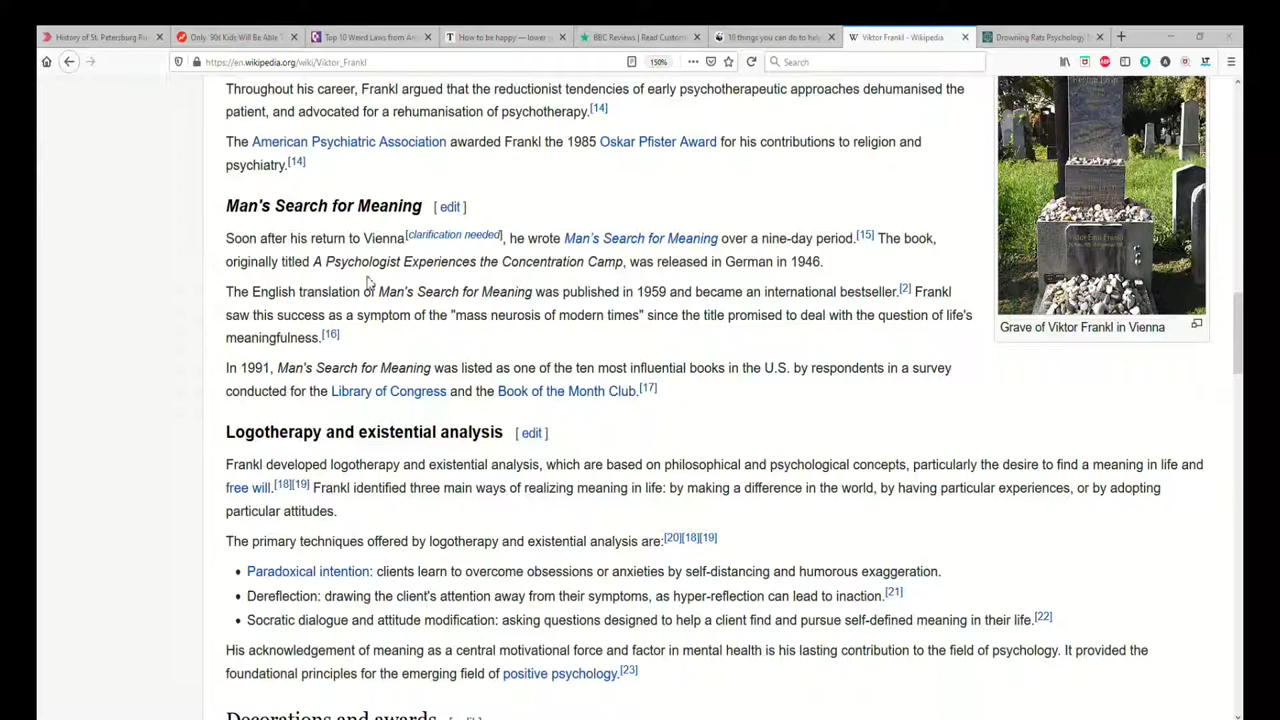 History of St. Petersburg Ru
Only 90s Kids Will Be Able T
Top 10 Weird Laws from An
How to be happy — lower
BBC Reviews | Read Custom
10 things you can do to help
Viktor Frankl - Wikipedia
Drowning Rats Psychology
https://en.wikipedia.org/wiki/Viktor_Frankl
150%
Search
Throughout his career, Frankl argued that the reductionist tendencies of early psychotherapeutic approaches dehumanised the
patient, and advocated for a rehumanisation of psychotherapy.[14]
The American Psychiatric Association awarded Frankl the 1985 Oskar Pfister Award for his contributions to religion and
psychiatry.[14]
Man's Search for Meaning [ edit ]
Soon after his return to Vienna[clarification needed], he wrote Man's Search for Meaning over a nine-day period.[15] The book,
originally titled A Psychologist Experiences the Concentration Camp, was released in German in 1946.
The English translation of Man's Search for Meaning was published in 1959 and became an international bestseller.[2] Frankl
saw this success as a symptom of the "mass neurosis of modern times" since the title promised to deal with the question of life's
meaningfulness.[16]
In 1991, Man's Search for Meaning was listed as one of the ten most influential books in the U.S. by respondents in a survey
conducted for the Library of Congress and the Book of the Month Club.[17]
Grave of Viktor Frankl in Vienna
Logotherapy and existential analysis [ edit ]
Frankl developed logotherapy and existential analysis, which are based on philosophical and psychological concepts, particularly the desire to find a meaning in life and
free will.[18][19] Frankl identified three main ways of realizing meaning in life: by making a difference in the world, by having particular experiences, or by adopting
particular attitudes.
The primary techniques offered by logotherapy and existential analysis are:[20][18][19]
• Paradoxical intention: clients learn to overcome obsessions or anxieties by self-distancing and humorous exaggeration.
• Dereflection: drawing the client's attention away from their symptoms, as hyper-reflection can lead to inaction.[21]
• Socratic dialogue and attitude modification: asking questions designed to help a client find and pursue self-defined meaning in their life.[22]
His acknowledgement of meaning as a central motivational force and factor in mental health is his lasting contribution to the field of psychology. It provided the
foundational principles for the emerging field of positive psychology.[23]
Decorations and awards [ edit ]